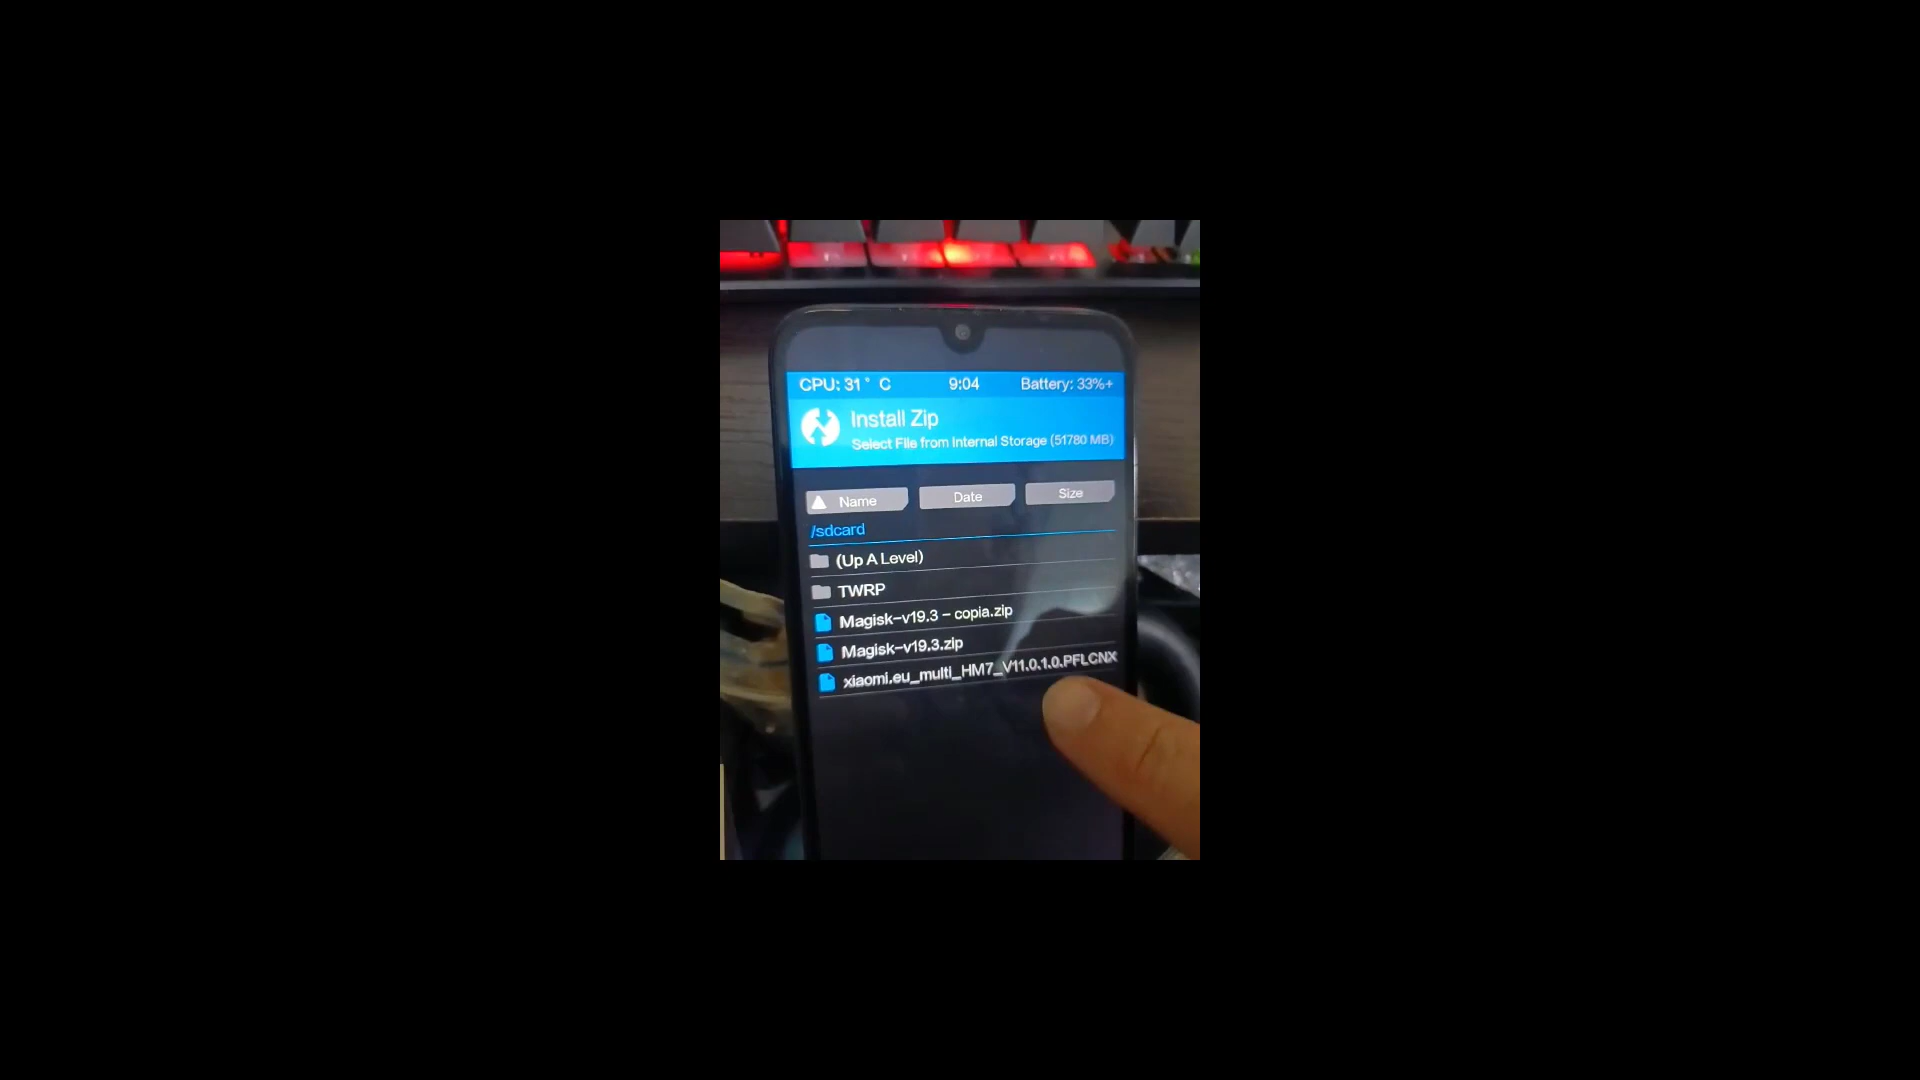 CPU: 31° C 9:04 Battery: 33%+
Install Zip
Select File from Internal Storage (51780 MB)
Name Date Size
/sdcard
(Up A Level)
TWRP
Magisk-v19.3 - copia.zip
Magisk-v19.3.zip
xiaomi.eu_multi_HM7_V11.0.1.0.PFLCNX